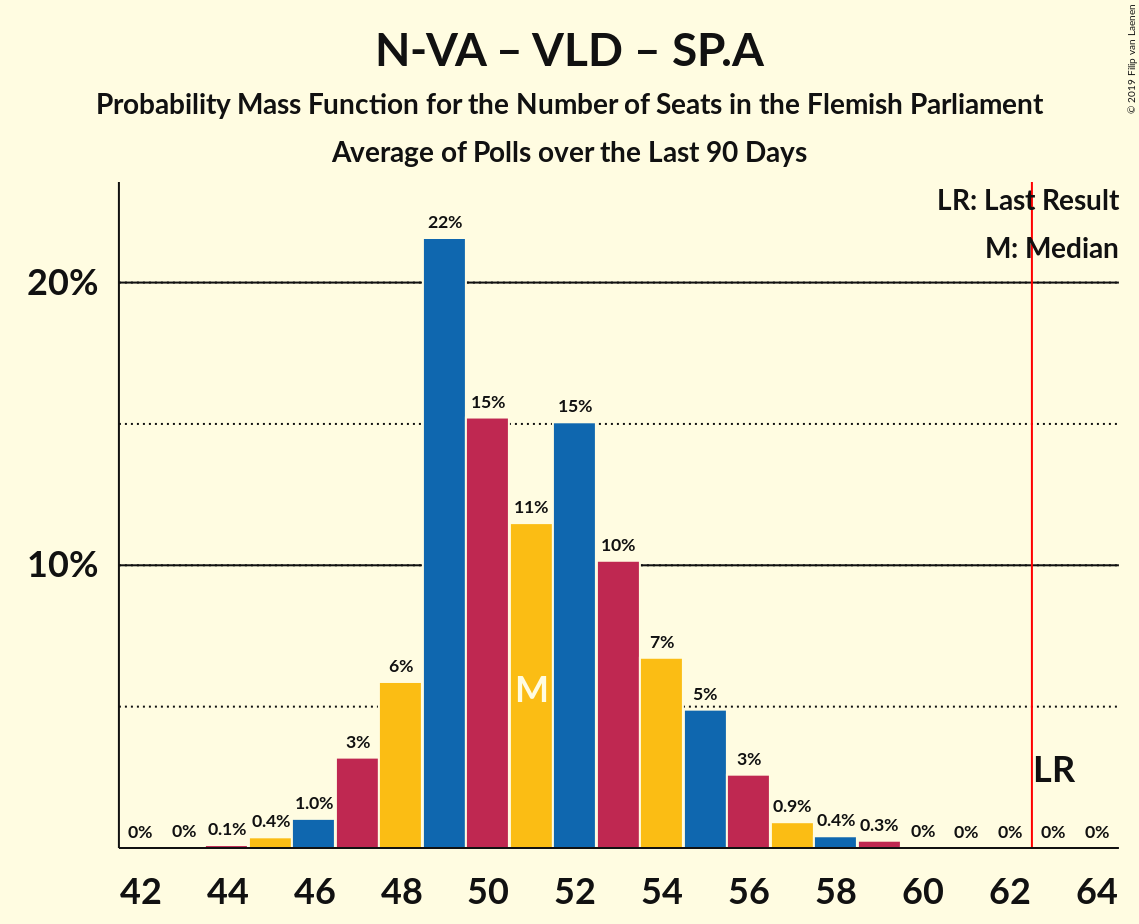 N-VA – VLD – SP.A
Probability Mass Function for the Number of Seats in the Flemish Parliament
Average of Polls over the Last 90 Days
© 2019 Filip van Laenen
LR: Last Result
M: Median
20%
10%
0% 0% 0.1% 0.4% 1.0% 3% 6% 22% 15% 11% 15% 10% 7% 5% 3% 0.9% 0.4% 0.3% 0% 0% 0% 0% 0%
M
LR
42 44 46 48 50 52 54 56 58 60 62 64